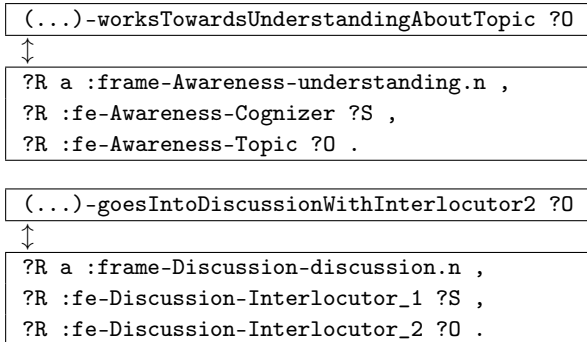 (...)-worksTowardsUnderstandingAboutTopic ?O
↕
?R a :frame-Awareness-understanding.n ,
?R :fe-Awareness-Cognizer ?S ,
?R :fe-Awareness-Topic ?O .
(...)-goesIntoDiscussionWithInterlocutor2 ?O
↕
?R a :frame-Discussion-discussion.n ,
?R :fe-Discussion-Interlocutor_1 ?S ,
?R :fe-Discussion-Interlocutor_2 ?O .